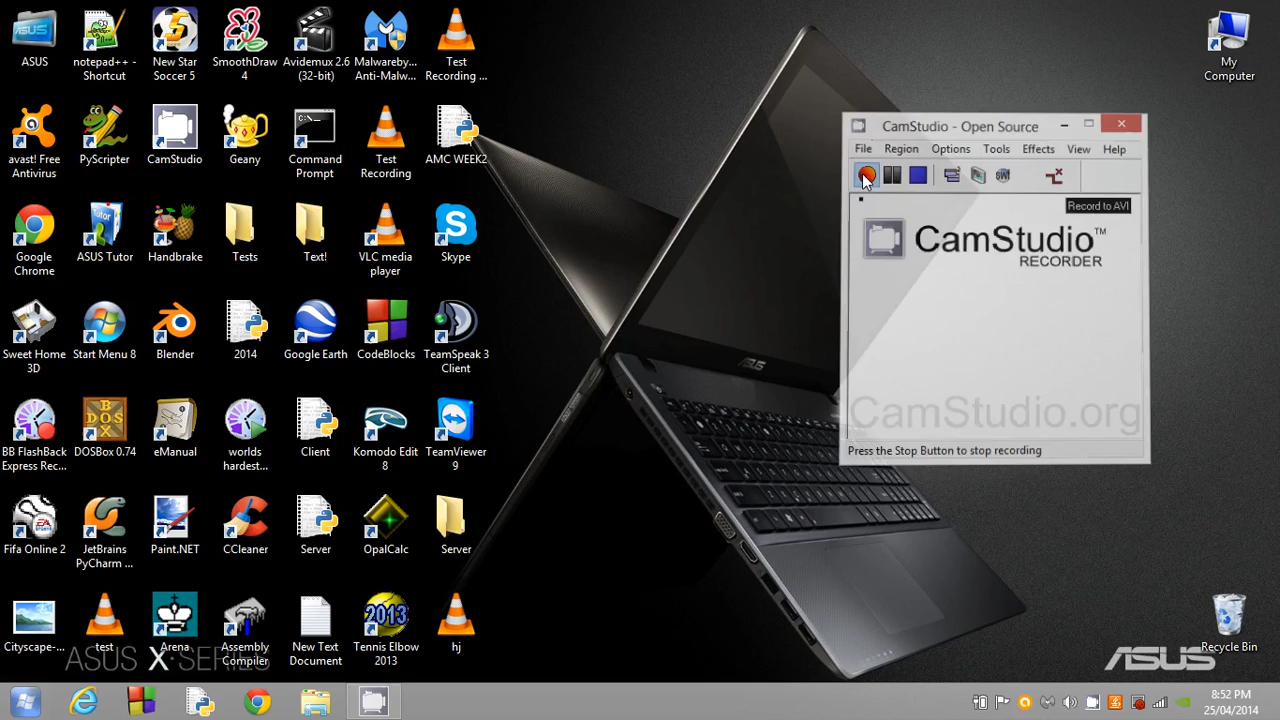 ASUS
notepad++ -
Shortcut
New Star
Soccer 5
SmoothDraw
4
Avidemux 2.6
(32-bit)
Malwareby...
Anti-Malw...
Test
Recording ...
My
Computer
avast! Free
Antivirus
PyScripter
CamStudio
Geany
Command
Prompt
Test
Recording
AMC WEEK2
CamStudio - Open Source
File Region Options Tools Effects View Help
Record to AVI
CamStudio™
RECORDER
CamStudio.org
Press the Stop Button to stop recording
Google
Chrome
ASUS Tutor
Handbrake
Tests
Text!
VLC media
player
Skype
Sweet Home
3D
Start Menu 8
Blender
2014
Google Earth
CodeBlocks
TeamSpeak 3
Client
ASUS
BB FlashBack
Express Rec...
DOSBox 0.74
eManual
worlds
hardest...
Client
Komodo Edit
8
TeamViewer
9
Fifa Online 2
JetBrains
PyCharm ...
Paint.NET
CCleaner
Server
OpalCalc
Server
Cityscape-...
test
Arena
Assembly
Compiler
New Text
Document
Tennis Elbow
2013
hj
Recycle Bin
ASUS X-SERIES
ASUS
8:52 PM
25/04/2014